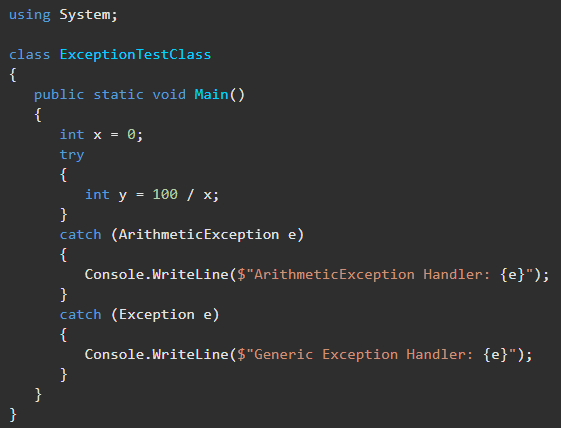 using System;

class ExceptionTestClass
{
   public static void Main()
   {
      int x = 0;
      try
      {
         int y = 100 / x;
      }
      catch (ArithmeticException e)
      {
         Console.WriteLine($"ArithmeticException Handler: {e}");
      }
      catch (Exception e)
      {
         Console.WriteLine($"Generic Exception Handler: {e}");
      }
   }
}